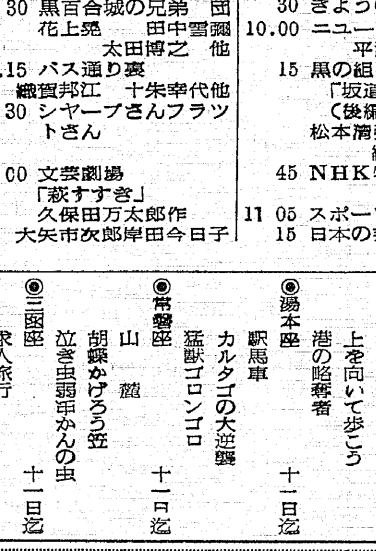 30 黒百合城の兄弟 団
花上晃 田中雪彌
太田博之 他
.15 バス通り裏
織賀邦江 十朱幸代他
30 シヤープさんフラツ
トさん
00 文芸劇場
「萩すすき」
久保田万太郎作
大矢市次郎岸田今日子
30 きょうの
10.00 ニュー
平
15 黒の組
「坂道
(後編
松本清
45 NHK
11 05 スポー
15 日本の
上を向いて歩こう
港の略奪者
◉湯本座 十一日迄
駅馬車
カルタゴの大逆襲
猛獣ゴロンゴロ
◉常磐座 十一日迄
山麓
胡蝶かげろう笠
泣き虫弱虫かんの虫
◉三函座 十一日迄
求人旅行